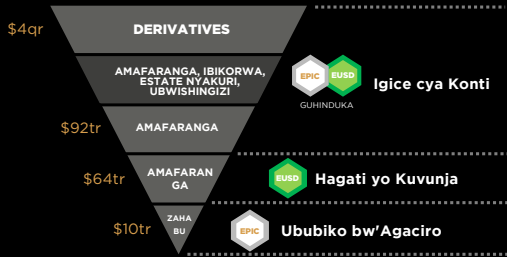 $4qr
DERIVATIVES
AMAFARANGA, IBIKORWA,
ESTATE NYAKURI,
UBWISHINGIZI
EPIC
EUSD
GUHINDUKA
Igice cya Konti
$92tr
AMAFARANGA
$64tr
AMAFARAN
GA
EUSD
Hagati yo Kuvunja
$10tr
ZAHA
BU
EPIC
Ububiko bw'Agaciro